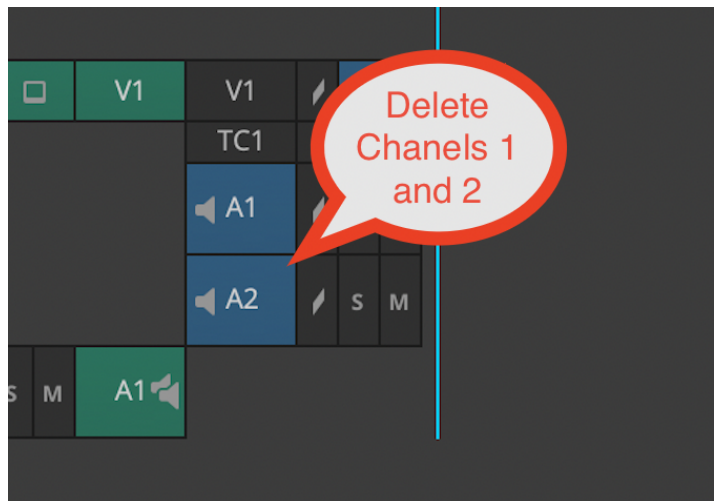 V1 V1
Delete
Chanels 1
and 2
TC1
A1
A2 S M
S M A1